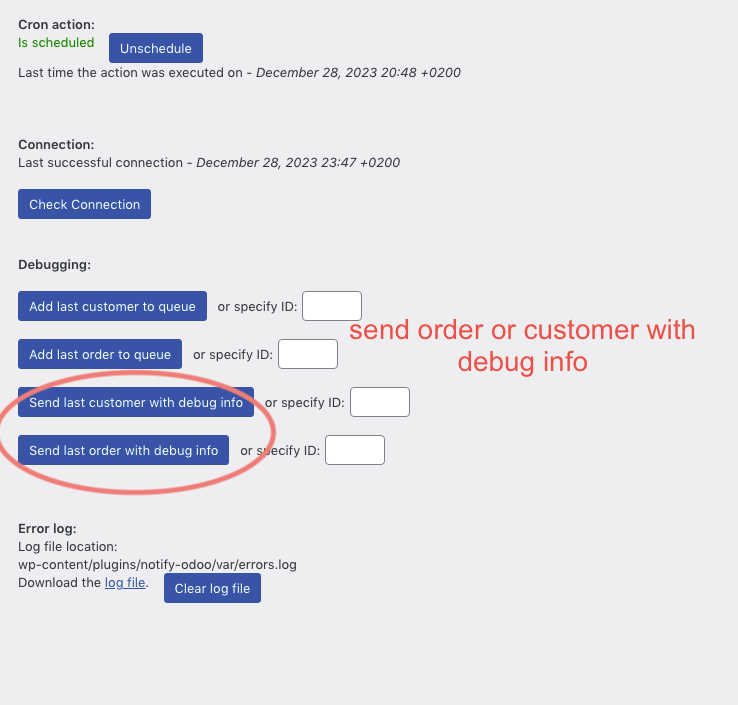 Cron action:
Is scheduled Unschedule
Last time the action was executed on - December 28, 2023 20:48 +0200
Connection:
Last successful connection - December 28, 2023 23:47 +0200
Check Connection
Debugging:
Add last customer to queue or specify ID:
send order or customer with
debug info
Add last order to queue or specify ID:
Send last customer with debug info or specify ID:
Send last order with debug info or specify ID:
Error log:
Log file location:
wp-content/plugins/notify-odoo/var/errors.log
Download the log file. Clear log file